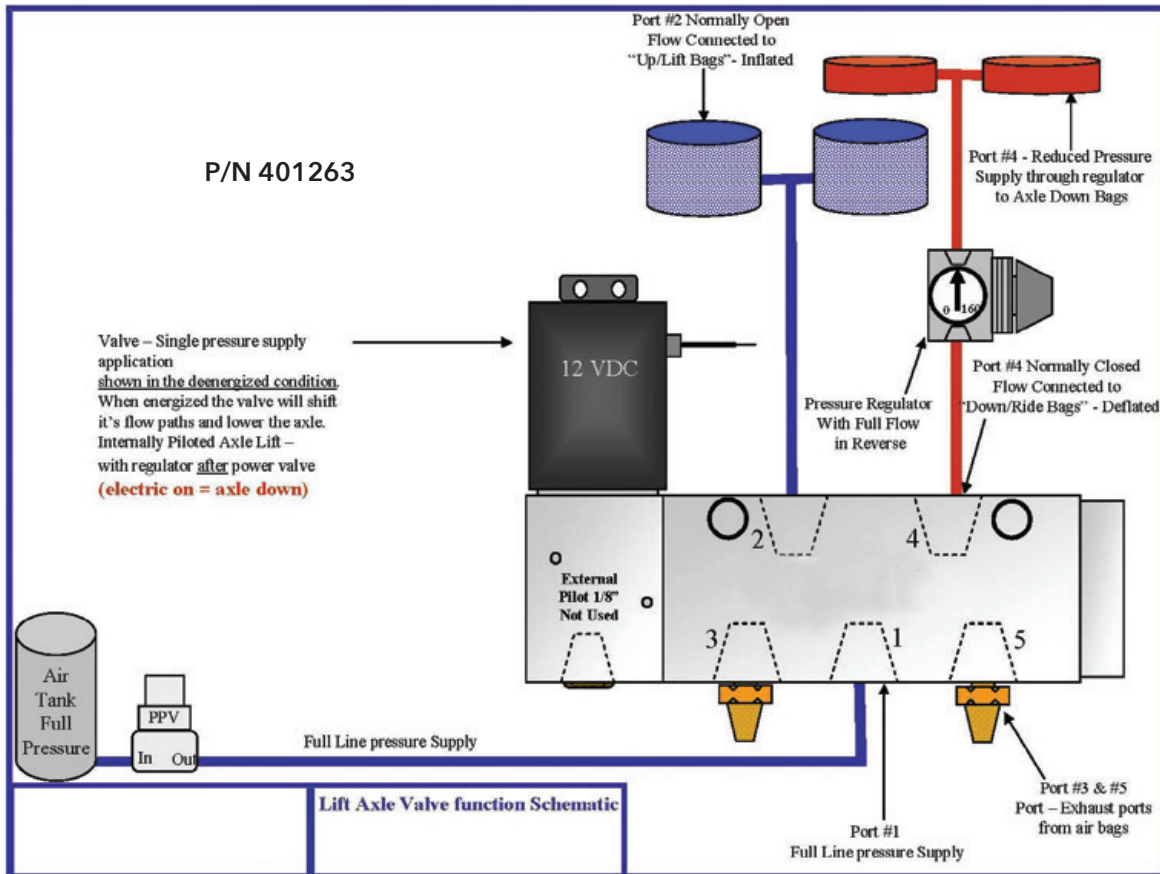 Port #2 Normally Open
Flow Connected to
“Up/Lift Bags”- Inflated
P/N 401263
Port #4 - Reduced Pressure
Supply through regulator
to Axle Down Bags
0 160
Valve – Single pressure supply
application
shown in the deenergized condition.
When energized the valve will shift
it’s flow paths and lower the axle.
Internally Piloted Axle Lift –
with regulator after power valve
(electric on = axle down)
12 VDC
Pressure Regulator
With Full Flow
in Reverse
Port #4 Normally Closed
Flow Connected to
“Down/Ride Bags” - Deflated
2
4
External
Pilot 1/8”
Not Used
3
1
5
Air
Tank
Full
Pressure
PPV
In Out
Full Line pressure Supply
Lift Axle Valve function Schematic
Port #1
Full Line pressure Supply
Port #3 & #5
Port – Exhaust ports
from air bags